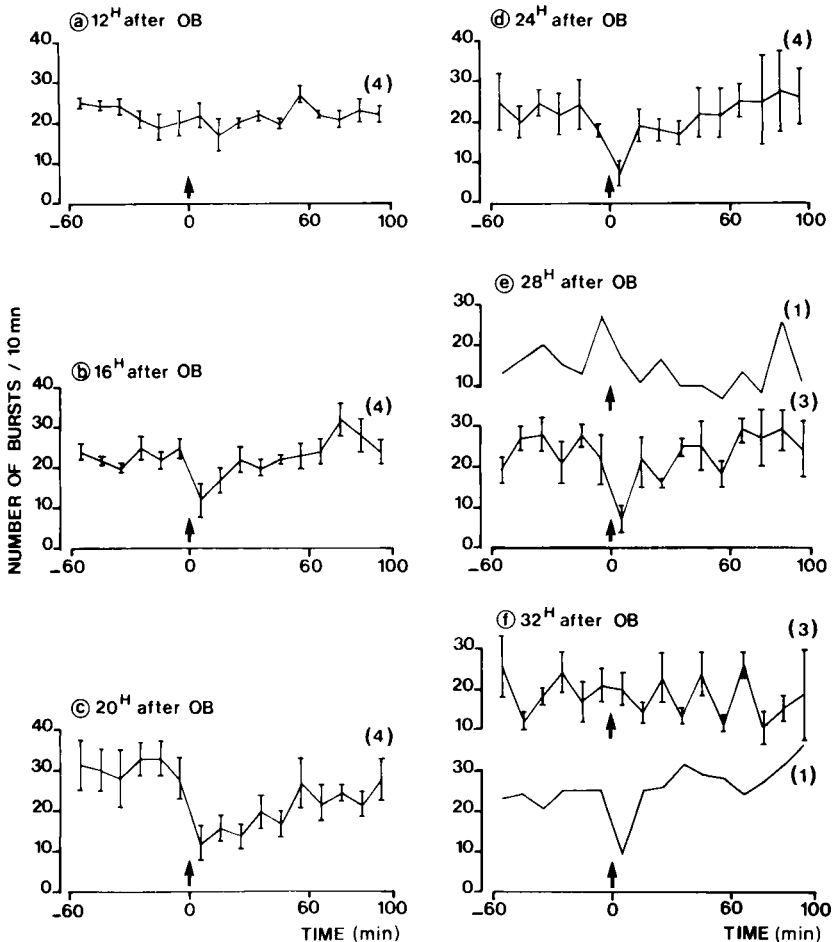 ⓐ 12H after OB
(4)
40
30
20
10
0
-60 0 60 100
ⓑ 16H after OB
(4)
40
30
20
10
0
-60 0 60 100
ⓒ 20H after OB
(4)
40
30
20
10
0
-60 0 60 100
TIME (min)
NUMBER OF BURSTS / 10 mn
ⓓ 24H after OB
(4)
40
30
20
10
0
-60 0 60 100
ⓔ 28H after OB
(1)
30
20
10
(3)
30
20
10
0
-60 0 60 100
ⓕ 32H after OB
(3)
30
20
10
(1)
30
20
10
0
-60 0 60 100
TIME (min)